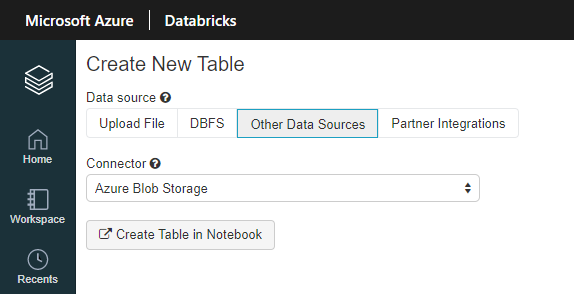 Microsoft Azure | Databricks
Create New Table
Data source
Upload File DBFS Other Data Sources Partner Integrations
Connector
Azure Blob Storage
Create Table in Notebook
Home
Workspace
Recents